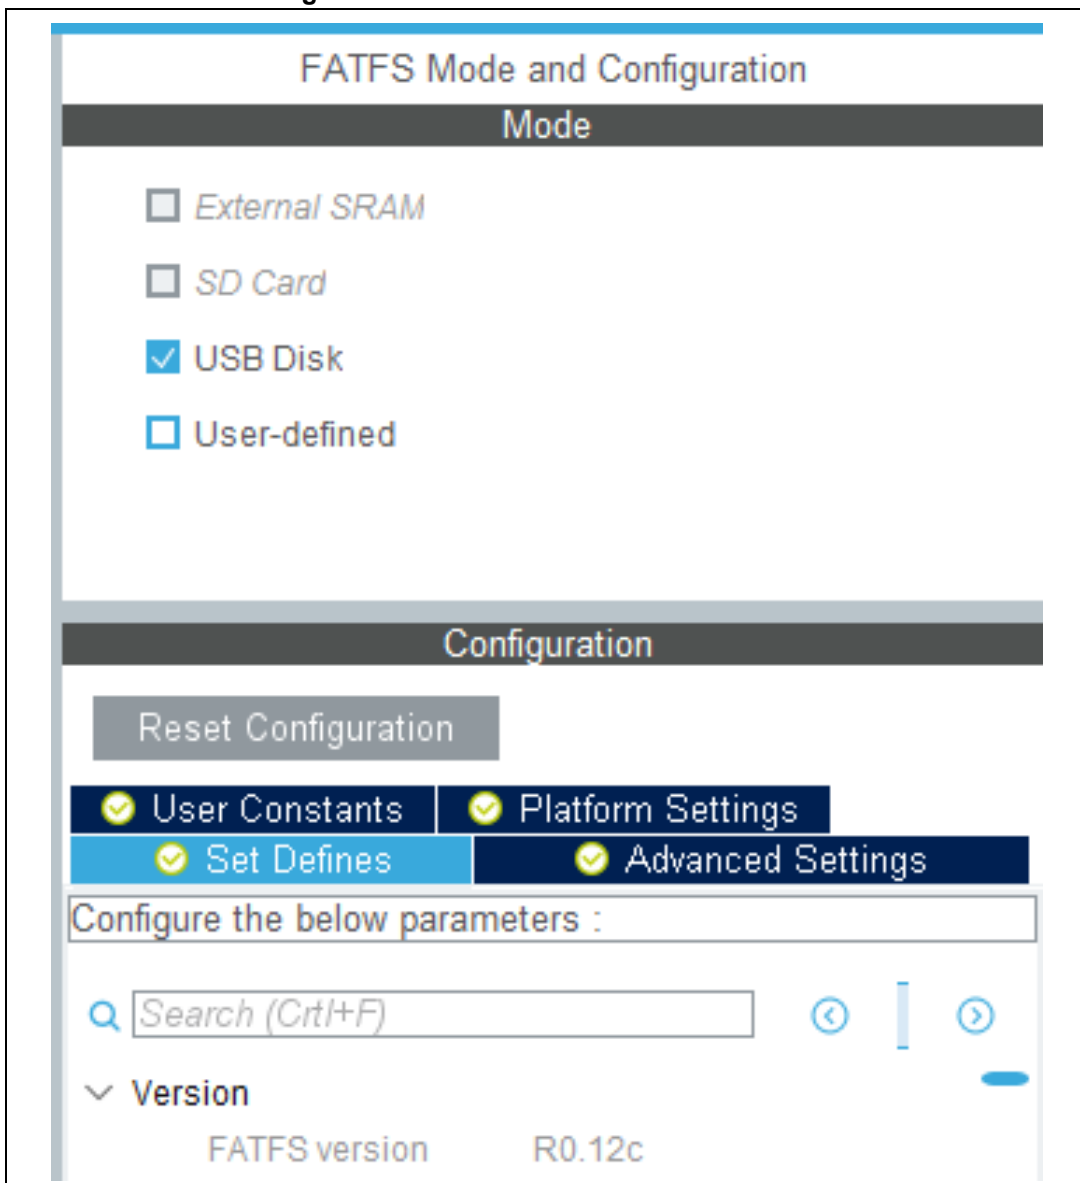 FATFS Mode and Configuration
Mode
External SRAM
SD Card
USB Disk
User-defined
Configuration
Reset Configuration
User Constants
Platform Settings
Set Defines
Advanced Settings
Configure the below parameters :
Search (Crtl+F)
Version
FATFS version R0.12c